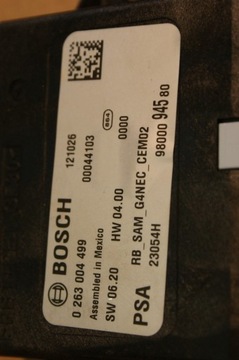 BOSCH
0 263 004 499
Assembled in Mexico
SW 06.20
PSA
121026
00044103
HW 04.00
864
0000
RB_SAM_G4NEC_CEM02
23054H
98000 945 80